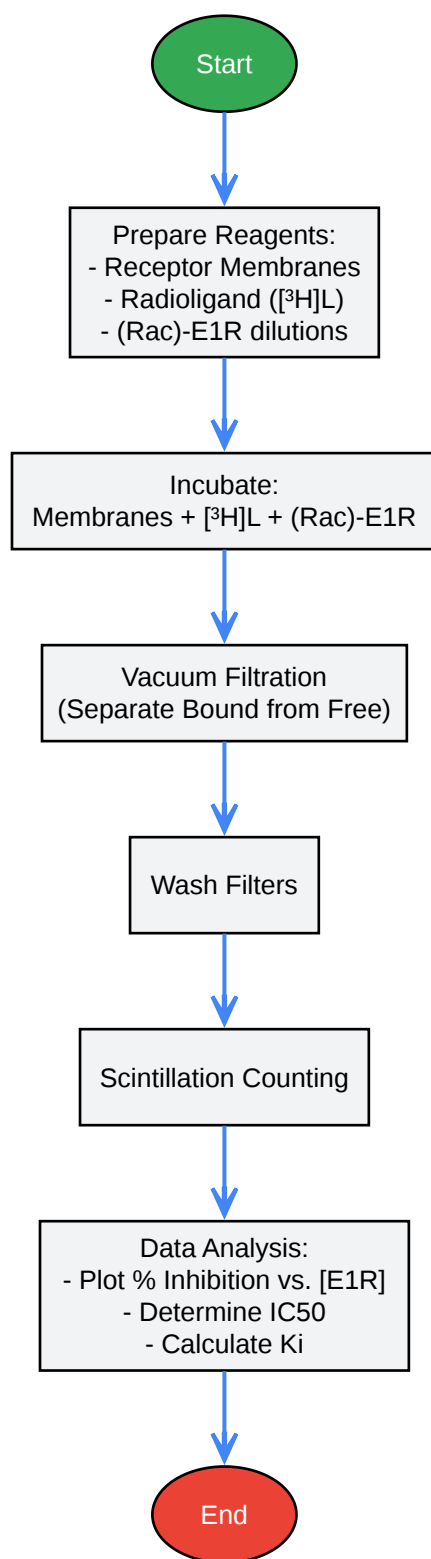 Start
Prepare Reagents:
- Receptor Membranes
- Radioligand ([³H]L)
- (Rac)-E1R dilutions
Incubate:
Membranes + [³H]L + (Rac)-E1R
Vacuum Filtration
(Separate Bound from Free)
Wash Filters
Scintillation Counting
Data Analysis:
- Plot % Inhibition vs. [E1R]
- Determine IC50
- Calculate Ki
End